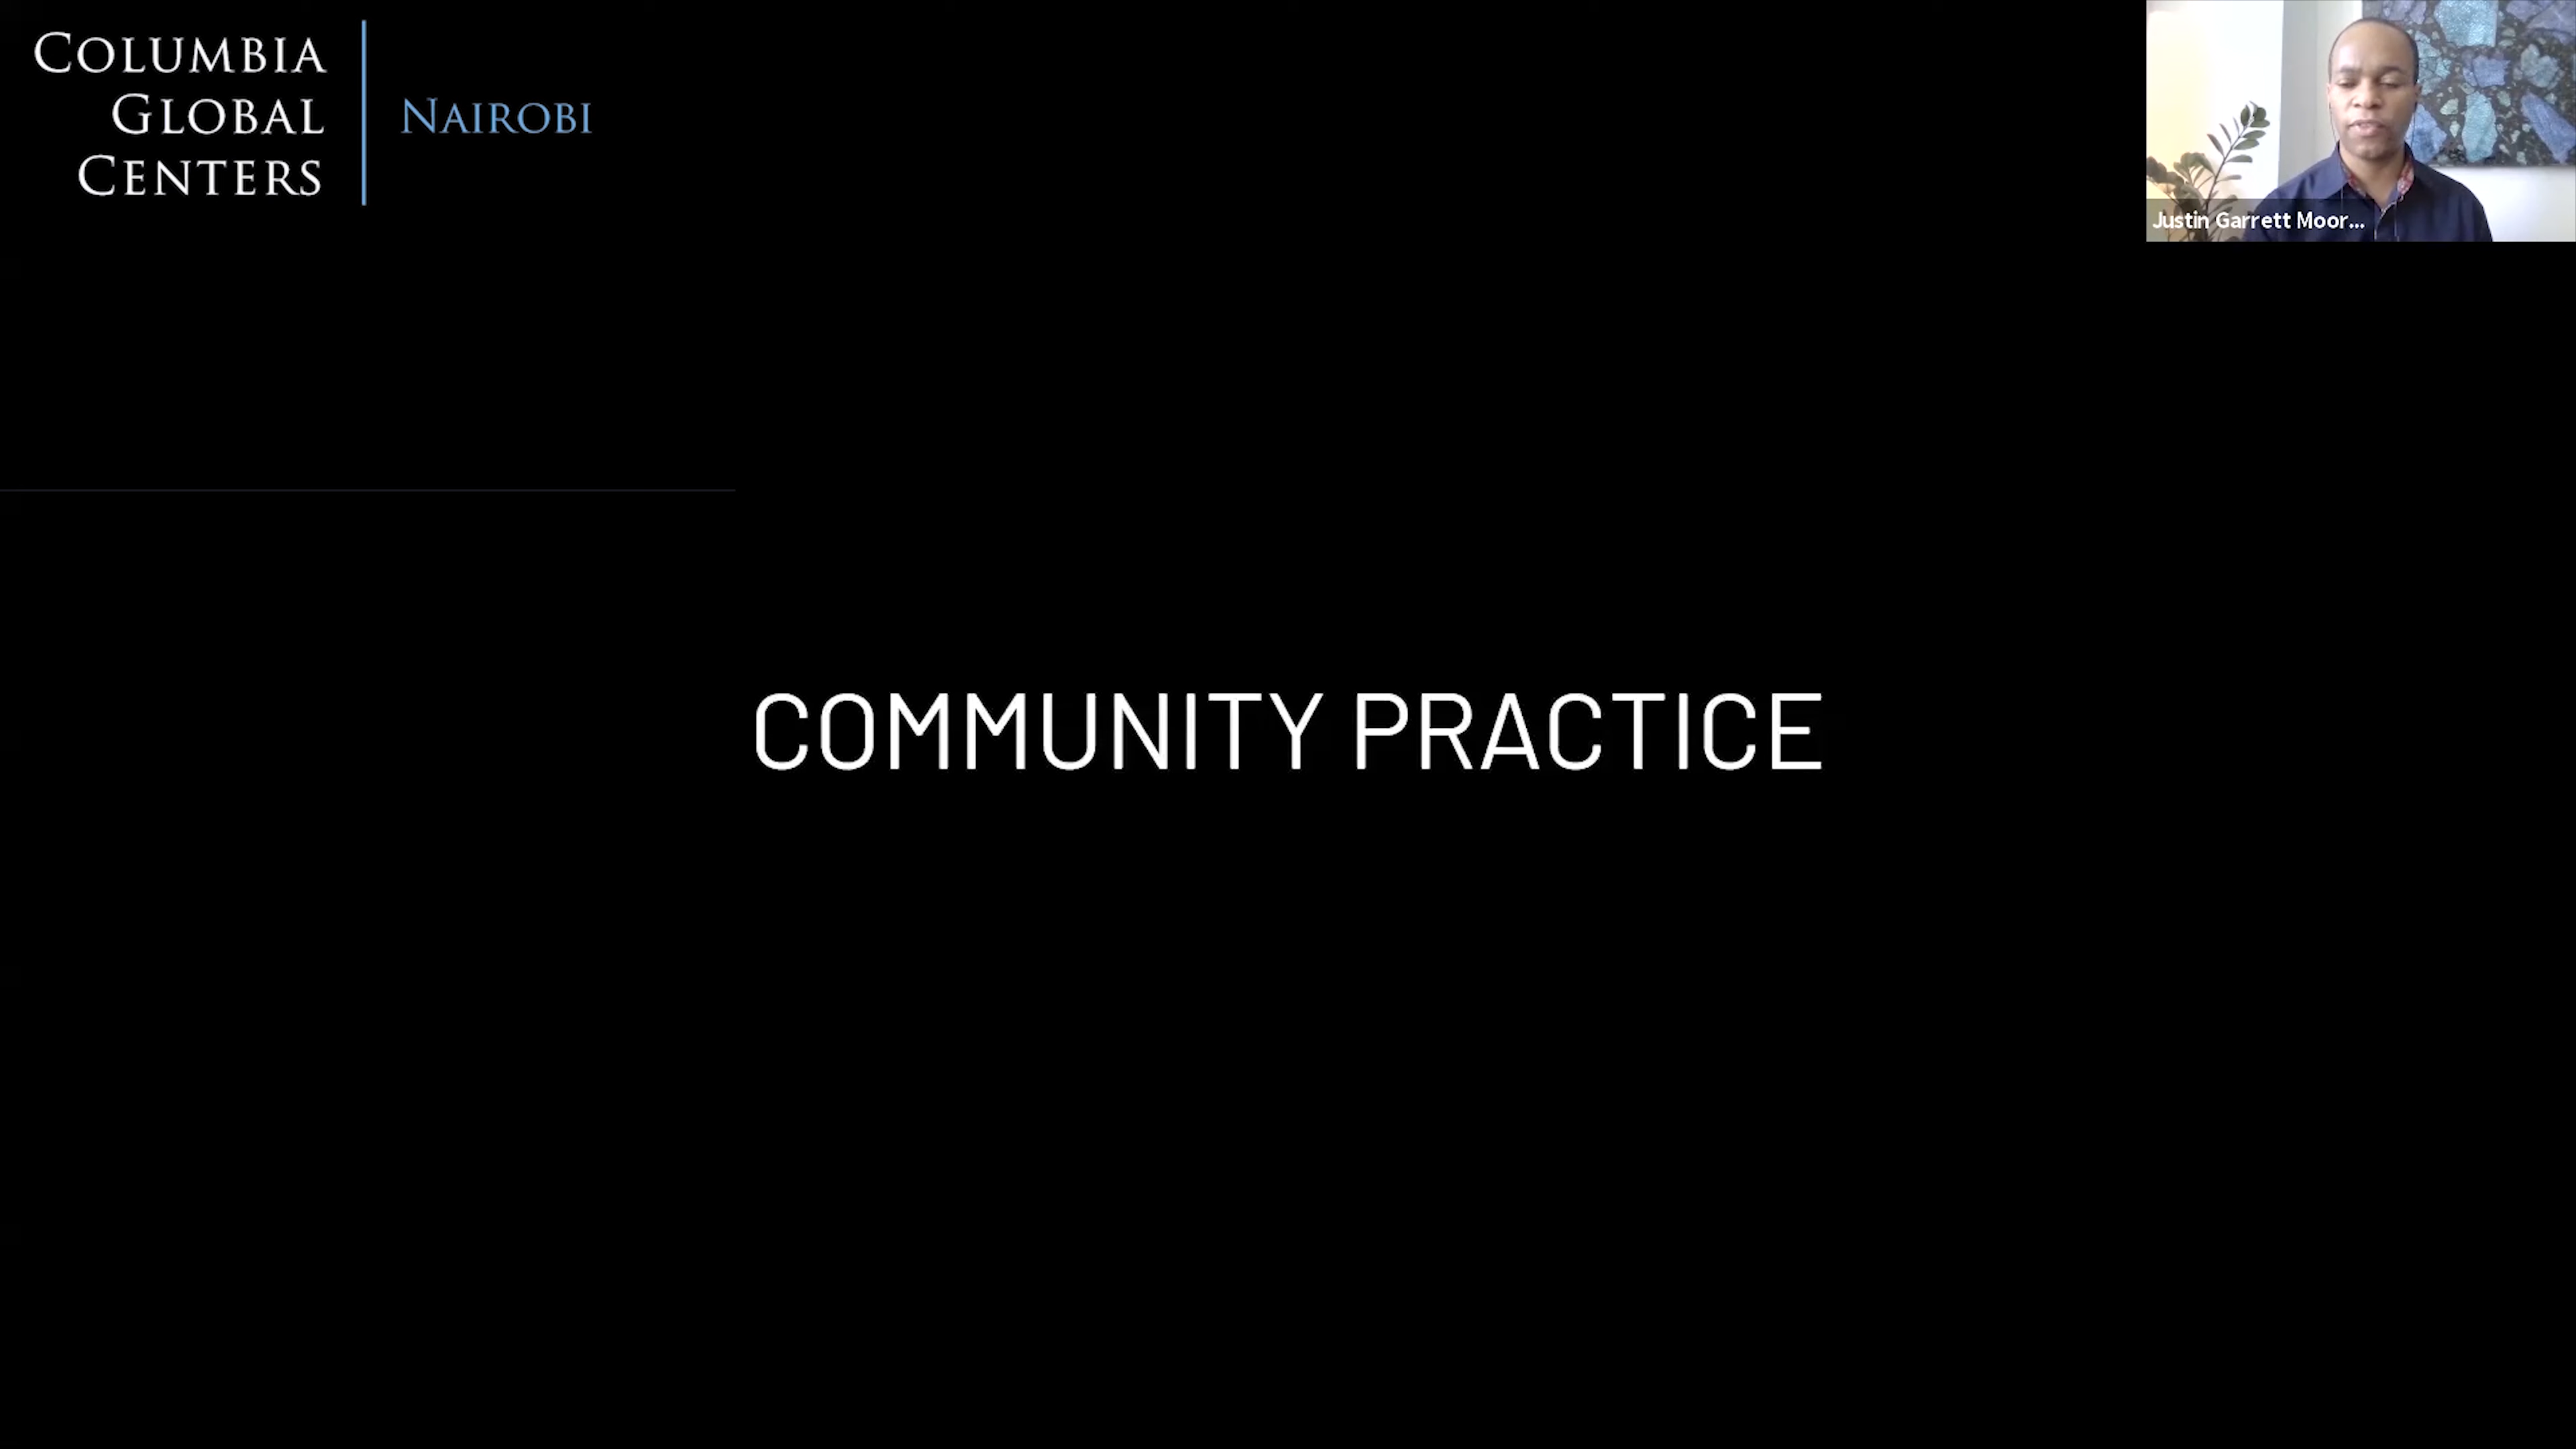 COLUMBIA
GLOBAL
CENTERS
NAIROBI
Justin Garrett Moor...
COMMUNITY PRACTICE